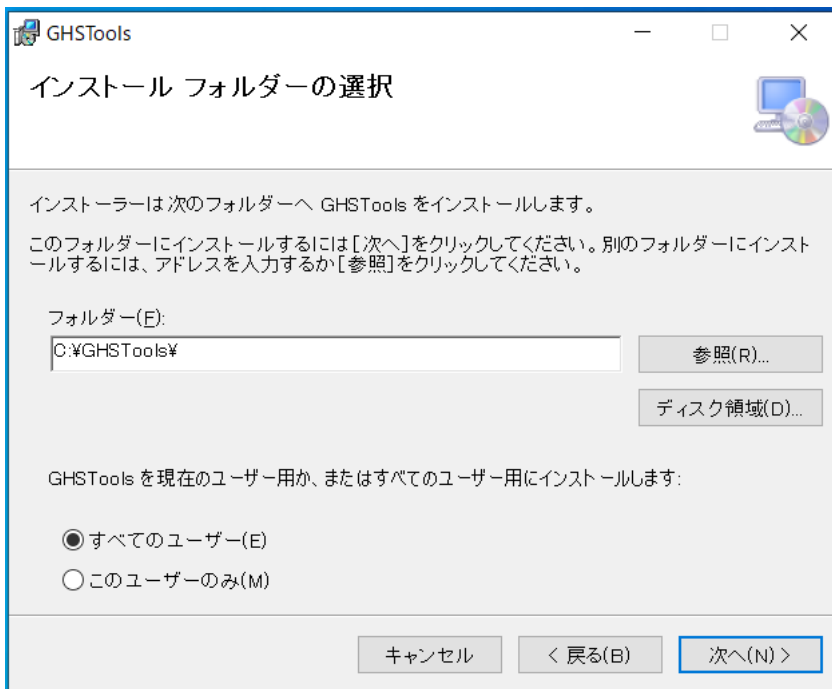 GHSTools
インストール フォルダーの選択
インストーラーは次のフォルダーへ GHSTools をインストールします。
このフォルダーにインストールするには[次へ]をクリックしてください。別のフォルダーにインスト
ールするには、アドレスを入力するか[参照]をクリックしてください。
フォルダー(F):
C:¥GHSTools¥
参照(R)...
ディスク領域(D)...
GHSTools を現在のユーザー用か、またはすべてのユーザー用にインストールします:
すべてのユーザー(E)
このユーザーのみ(M)
キャンセル
< 戻る(B)
次へ(N) >